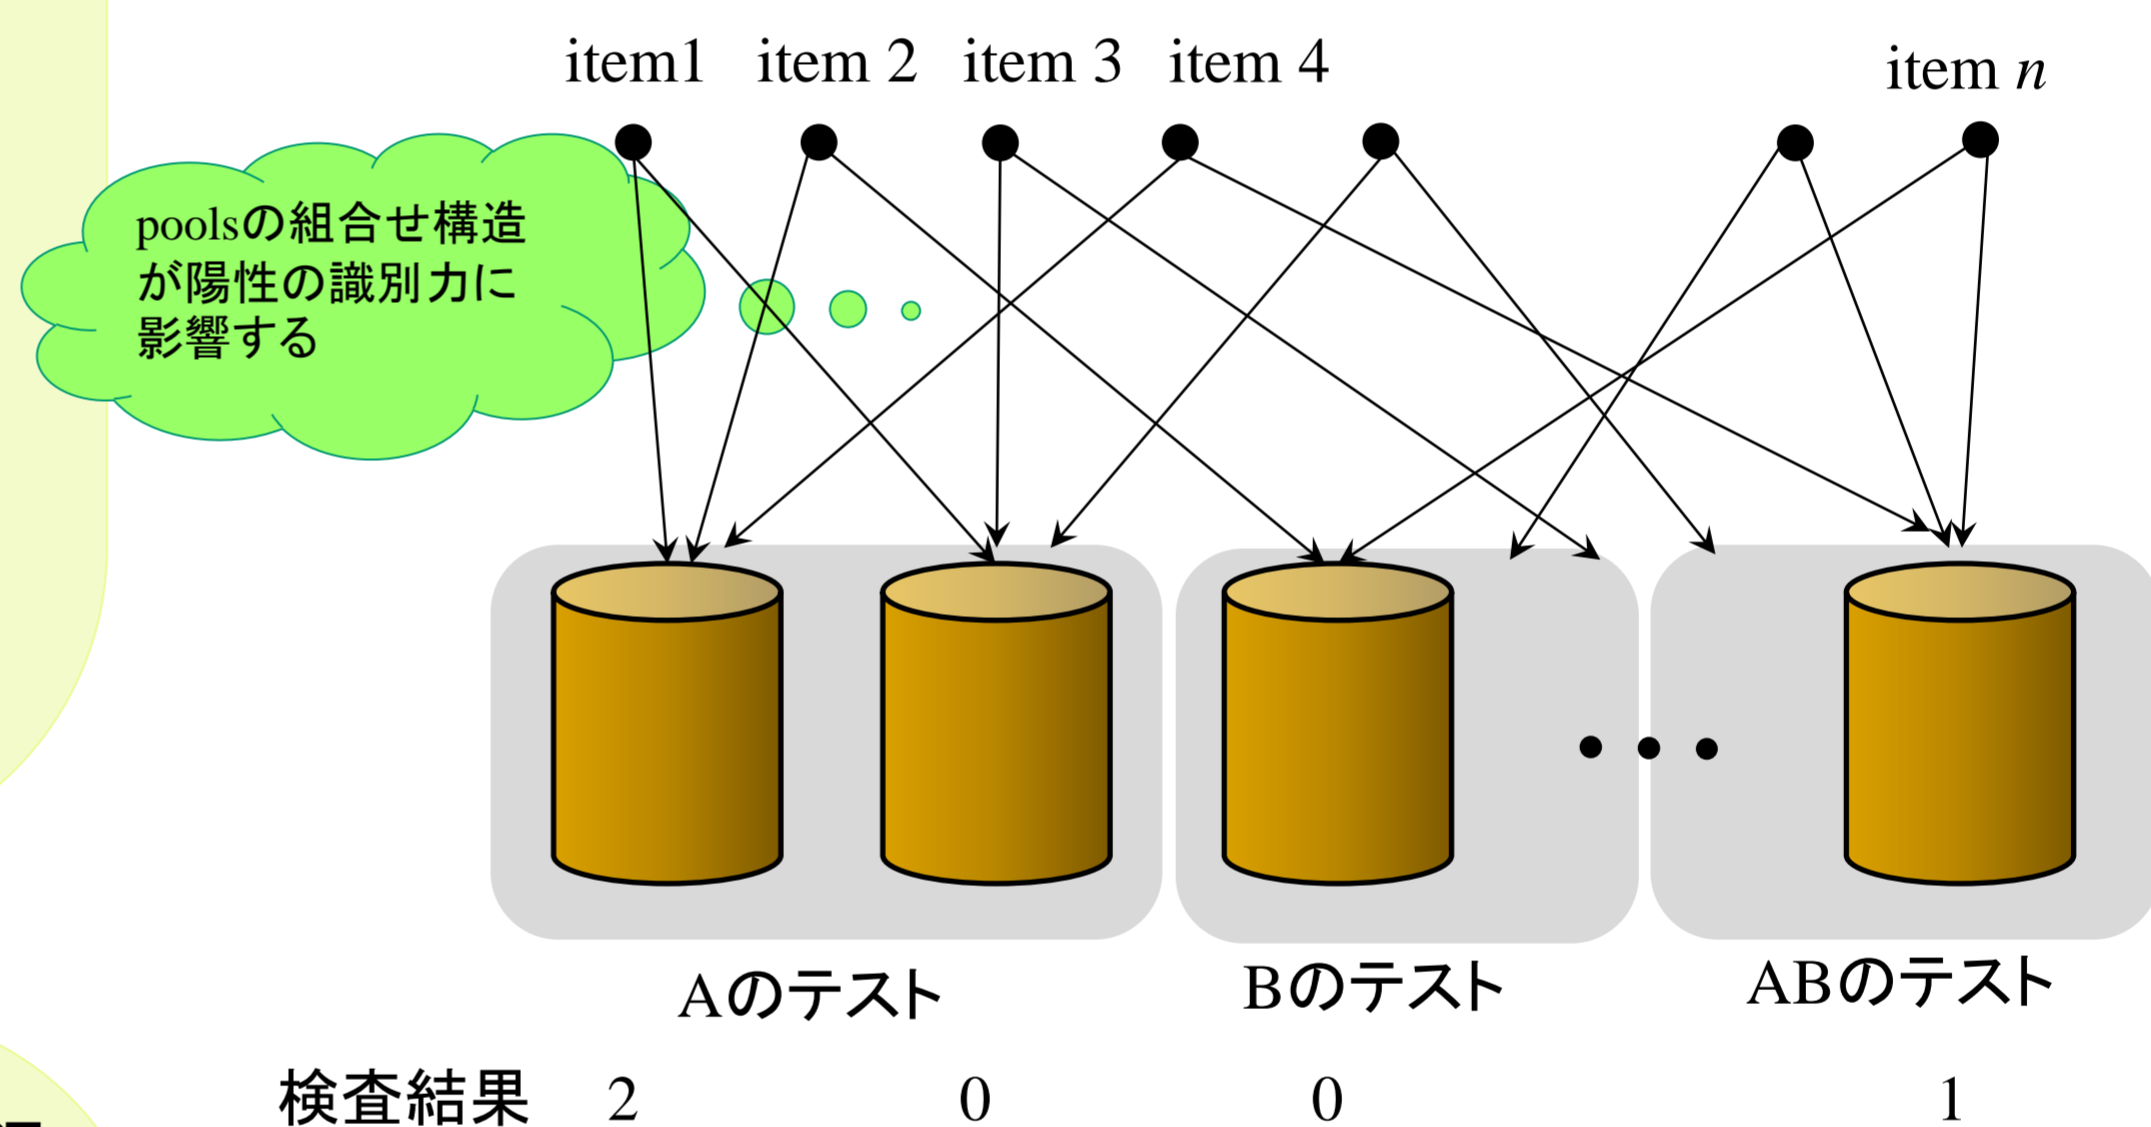 item1 item 2 item 3 item 4 item n
poolsの組合せ構造
が陽性の識別力に
影響する
Aのテスト Bのテスト ABのテスト
検査結果 2 0 0 1